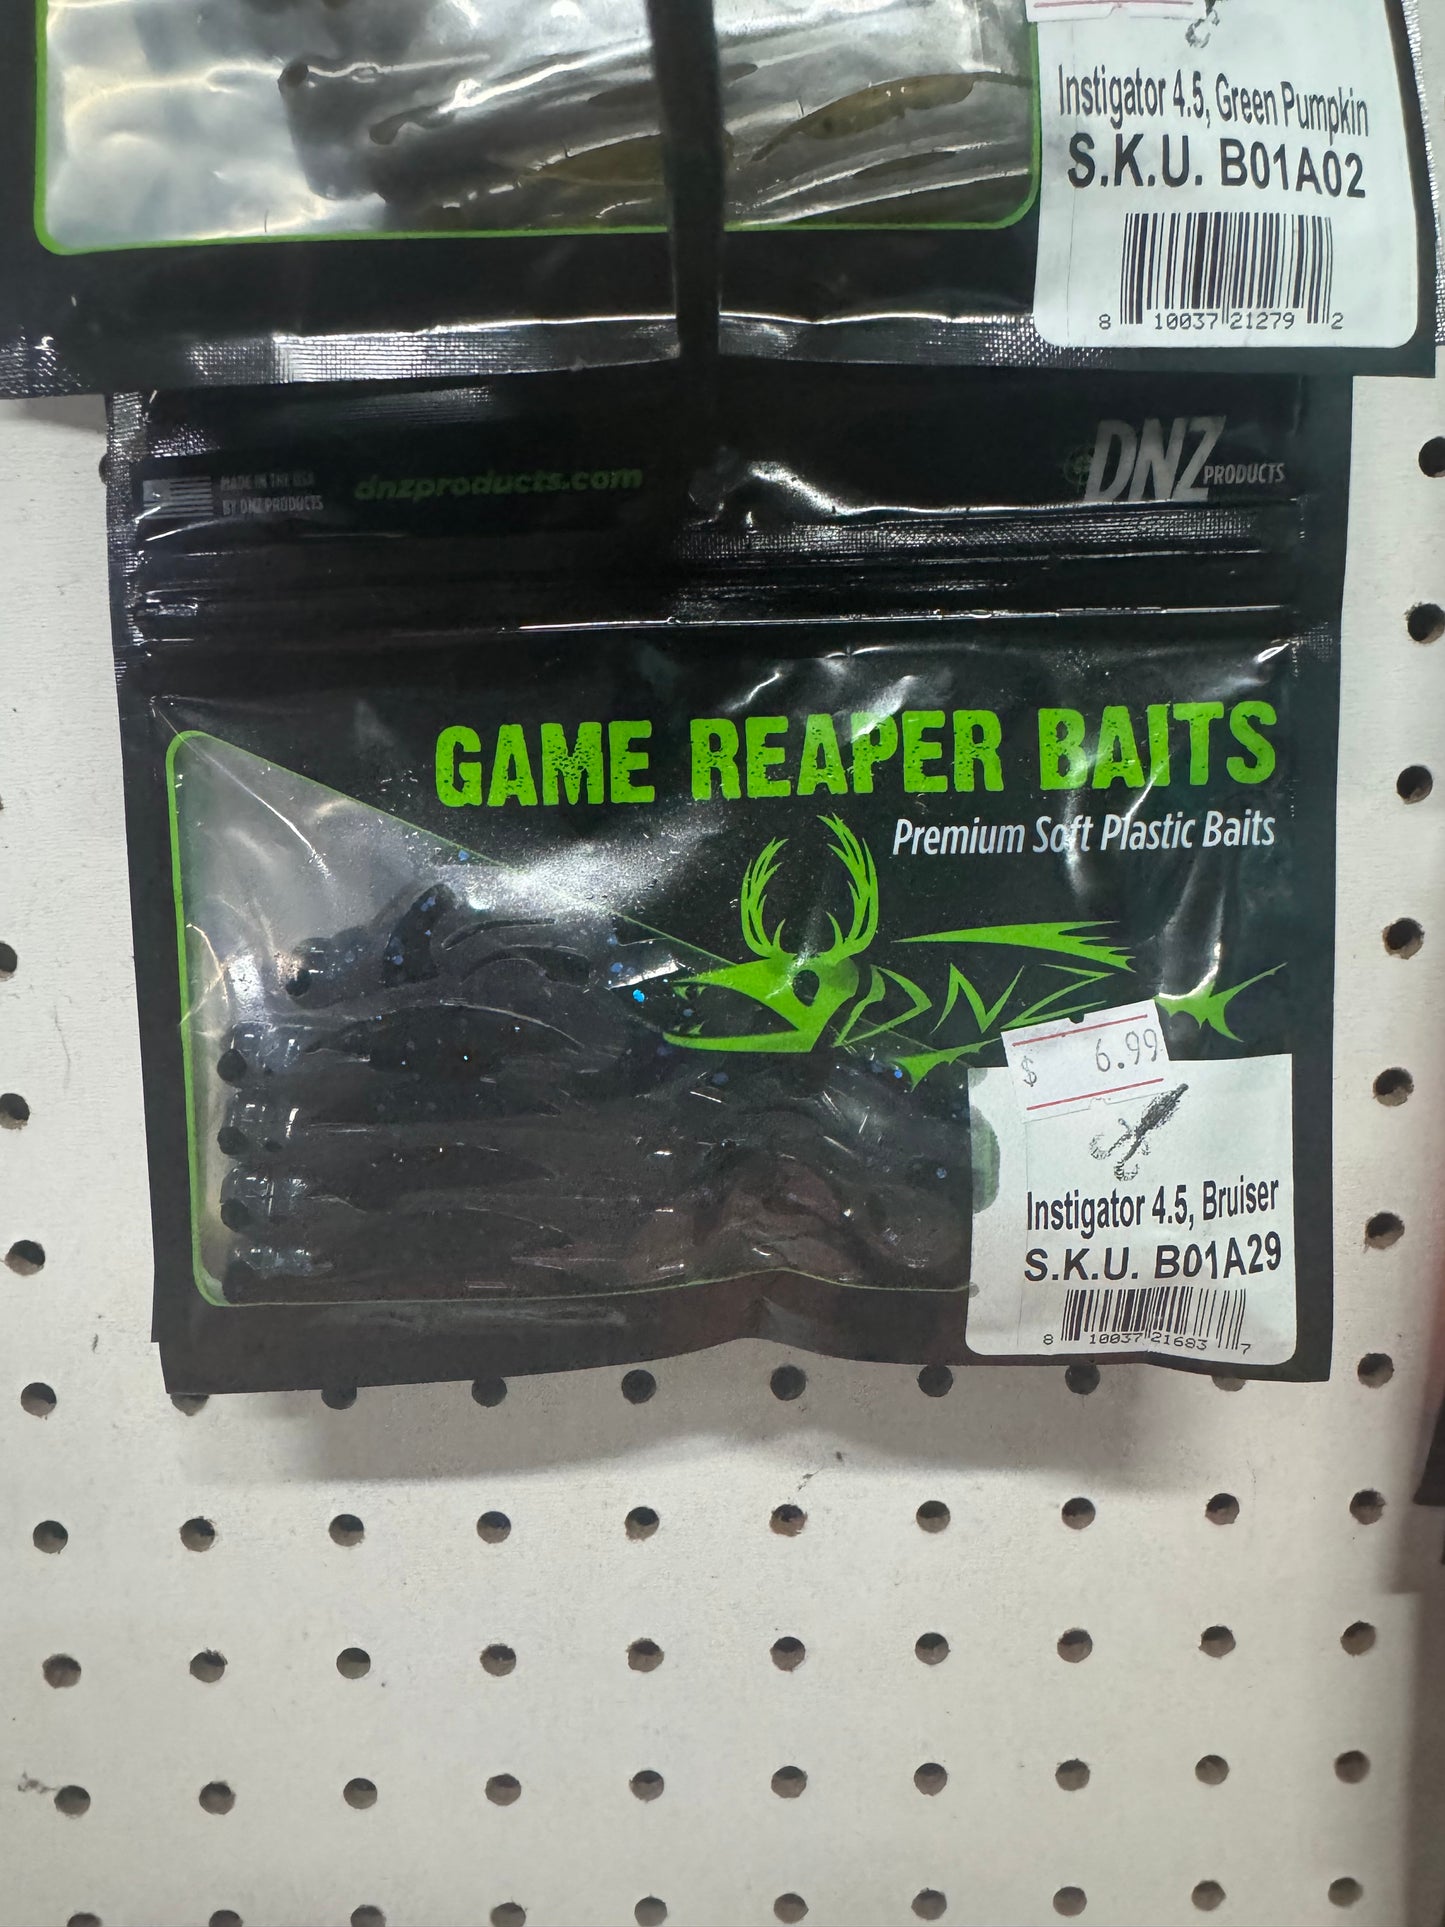 Instigator 4.5, Green Pumpkin
S.K.U. B01A02
8 10037 21279 2
MADE IN THE USA
BY DNZ PRODUCTS
dnzproducts.com
DNZ PRODUCTS
GAME REAPER BAITS
Premium Soft Plastic Baits
DNZ
$ 6.99
Instigator 4.5, Bruiser
S.K.U. B01A29
8 10037 21683 7